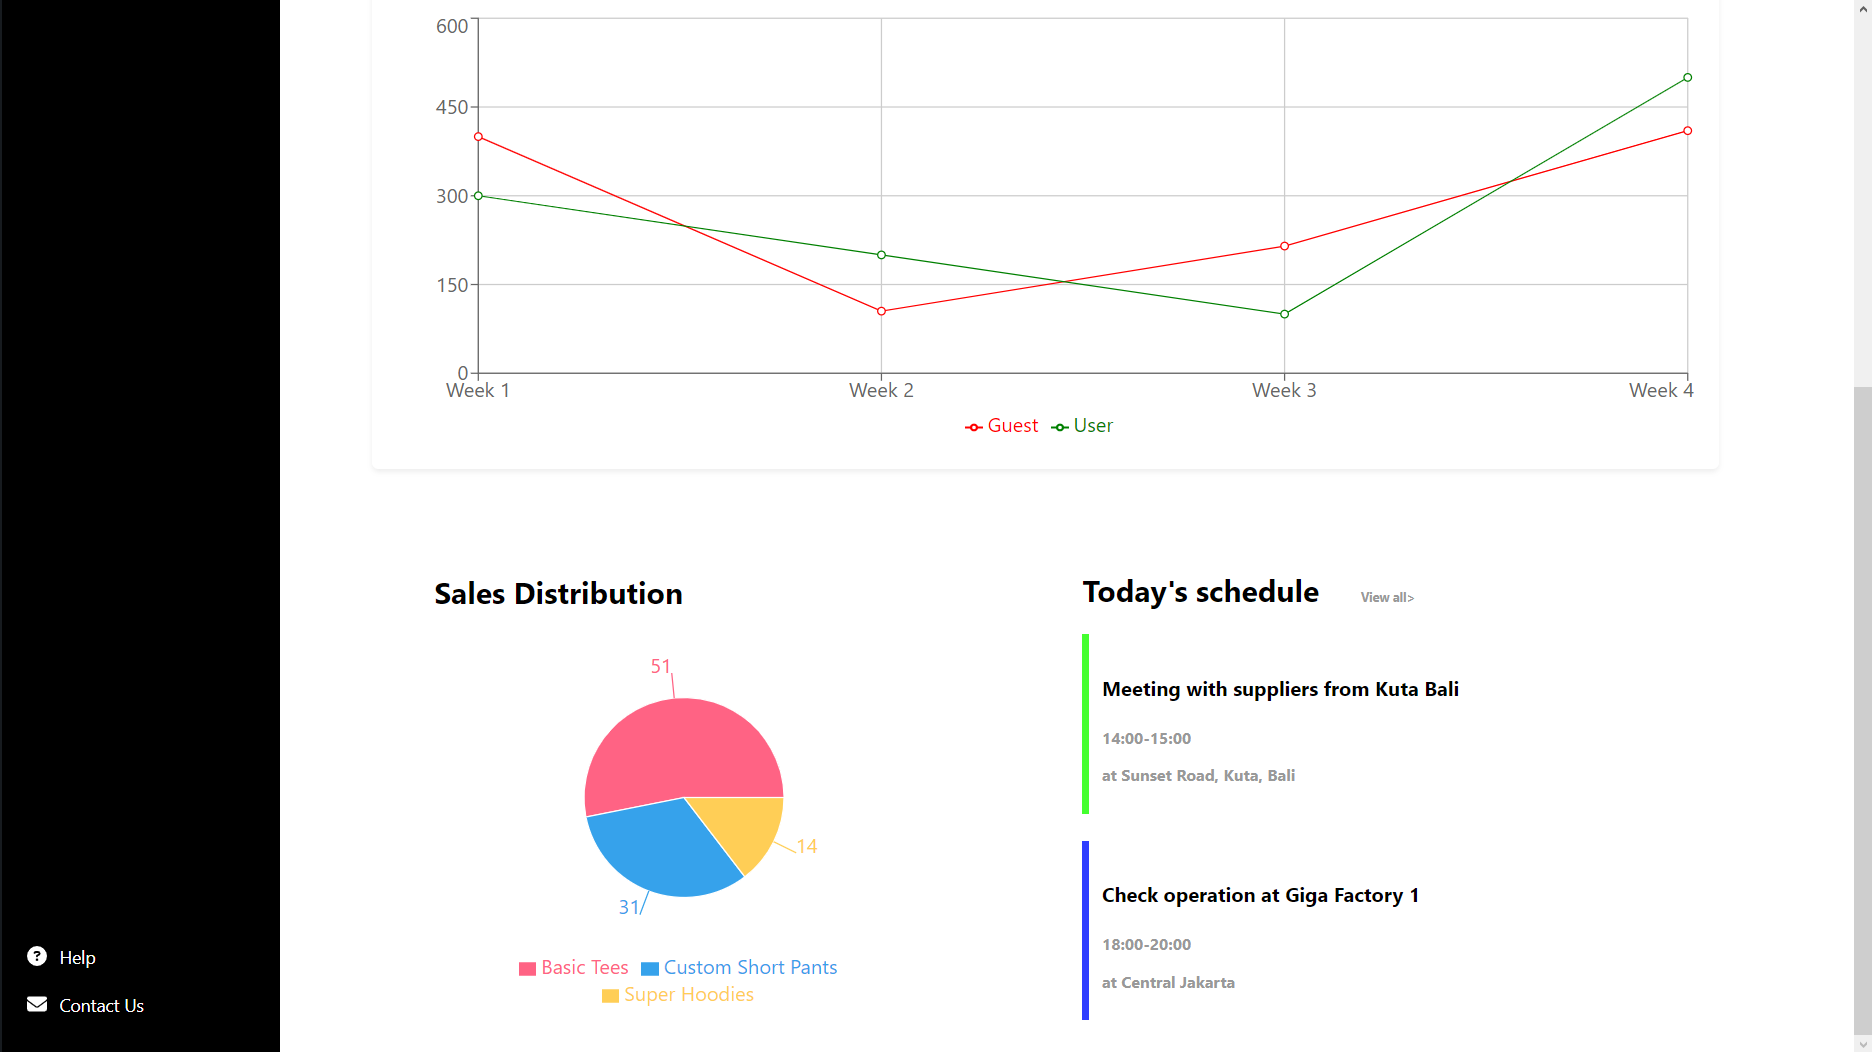 600
450
300
150
0
Week 1 Week 2 Week 3 Week 4
Guest User
Sales Distribution
51
14
31
Basic Tees Custom Short Pants
Super Hoodies
Today's schedule View all>
Meeting with suppliers from Kuta Bali
14:00-15:00
at Sunset Road, Kuta, Bali
Check operation at Giga Factory 1
18:00-20:00
at Central Jakarta
Help
Contact Us